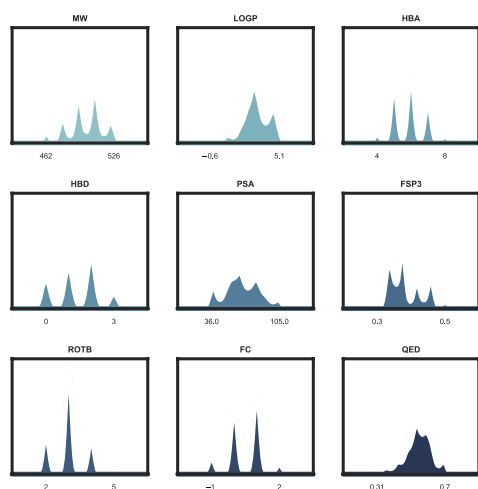 MW LOGP HBA
462 526 −0.6 5.1 4 8
HBD PSA FSP3
0 3 36.0 105.0 0.3 0.5
ROTB FC QED
2 5 −1 2 0.31 0.7